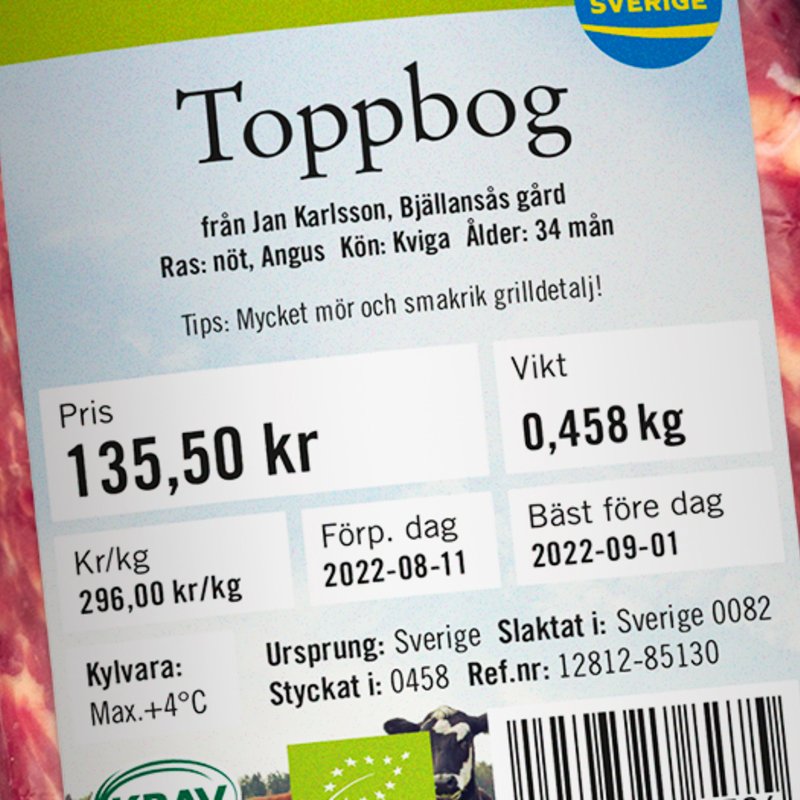 SVERIGE
Toppbog
från Jan Karlsson, Bjällansås gård
Ras: nöt, Angus Kön: Kviga Ålder: 34 mån
Tips: Mycket mör och smakrik grilldetalj!
Pris
135,50 kr
Vikt
0,458 kg
Kr/kg
296,00 kr/kg
Förp. dag
2022-08-11
Bäst före dag
2022-09-01
Kylvara:
Max.+4°C
Ursprung: Sverige Slaktat i: Sverige 0082
Styckat i: 0458 Ref.nr: 12812-85130
KRAV